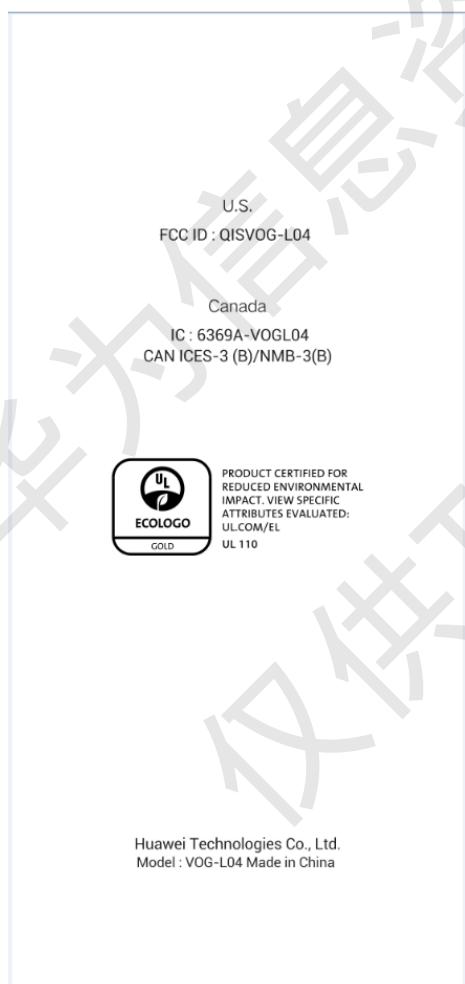 U.S.
FCC ID : QISVOG-L04
Canada
IC : 6369A-VOGL04
CAN ICES-3 (B)/NMB-3(B)
UL
ECOLOGO
GOLD
PRODUCT CERTIFIED FOR
REDUCED ENVIRONMENTAL
IMPACT. VIEW SPECIFIC
ATTRIBUTES EVALUATED:
UL.COM/EL
UL 110
Huawei Technologies Co., Ltd.
Model : VOG-L04 Made in China
华为信息资
仅供